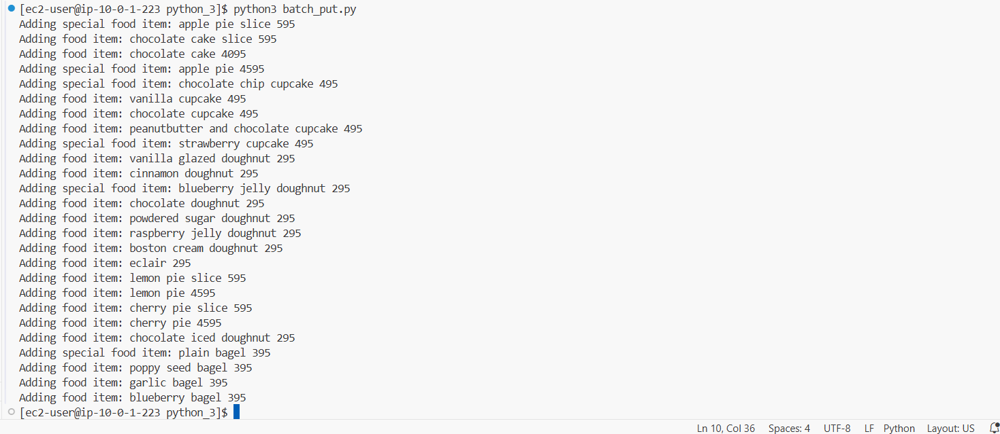 [ec2-user@ip-10-0-1-223 python_3]$ python3 batch_put.py
Adding special food item: apple pie slice 595
Adding food item: chocolate cake slice 595
Adding food item: chocolate cake 4095
Adding special food item: apple pie 4595
Adding special food item: chocolate chip cupcake 495
Adding food item: vanilla cupcake 495
Adding food item: chocolate cupcake 495
Adding food item: peanutbutter and chocolate cupcake 495
Adding special food item: strawberry cupcake 495
Adding food item: vanilla glazed doughnut 295
Adding food item: cinnamon doughnut 295
Adding special food item: blueberry jelly doughnut 295
Adding food item: chocolate doughnut 295
Adding food item: powdered sugar doughnut 295
Adding food item: raspberry jelly doughnut 295
Adding food item: boston cream doughnut 295
Adding food item: eclair 295
Adding food item: lemon pie slice 595
Adding food item: lemon pie 4595
Adding food item: cherry pie slice 595
Adding food item: cherry pie 4595
Adding food item: chocolate iced doughnut 295
Adding special food item: plain bagel 395
Adding food item: poppy seed bagel 395
Adding food item: garlic bagel 395
Adding food item: blueberry bagel 395
[ec2-user@ip-10-0-1-223 python_3]$
Ln 10, Col 36 Spaces: 4 UTF-8 LF Python Layout: US